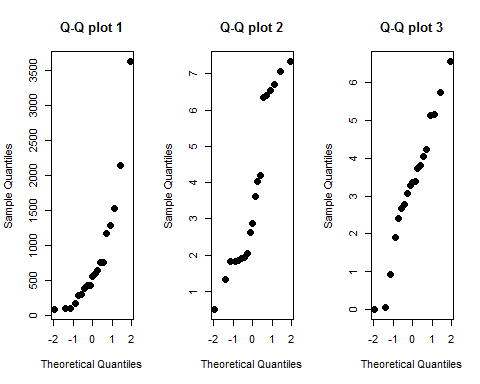 Q-Q plot 1
Sample Quantiles
0 500 1000 1500 2000 2500 3000 3500
-2 -1 0 1 2
Theoretical Quantiles
Q-Q plot 2
Sample Quantiles
1 2 3 4 5 6 7
-2 -1 0 1 2
Theoretical Quantiles
Q-Q plot 3
Sample Quantiles
0 1 2 3 4 5 6
-2 -1 0 1 2
Theoretical Quantiles